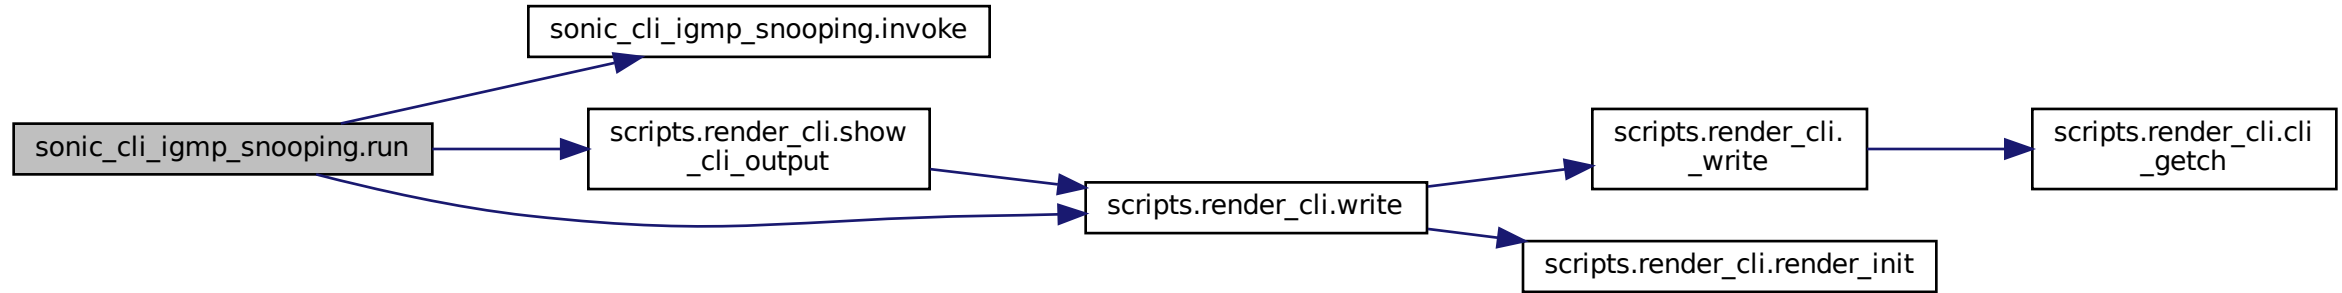 sonic_cli_igmp_snooping.invoke
sonic_cli_igmp_snooping.run
scripts.render_cli.show
_cli_output
scripts.render_cli.write
scripts.render_cli.
_write
scripts.render_cli.cli
_getch
scripts.render_cli.render_init